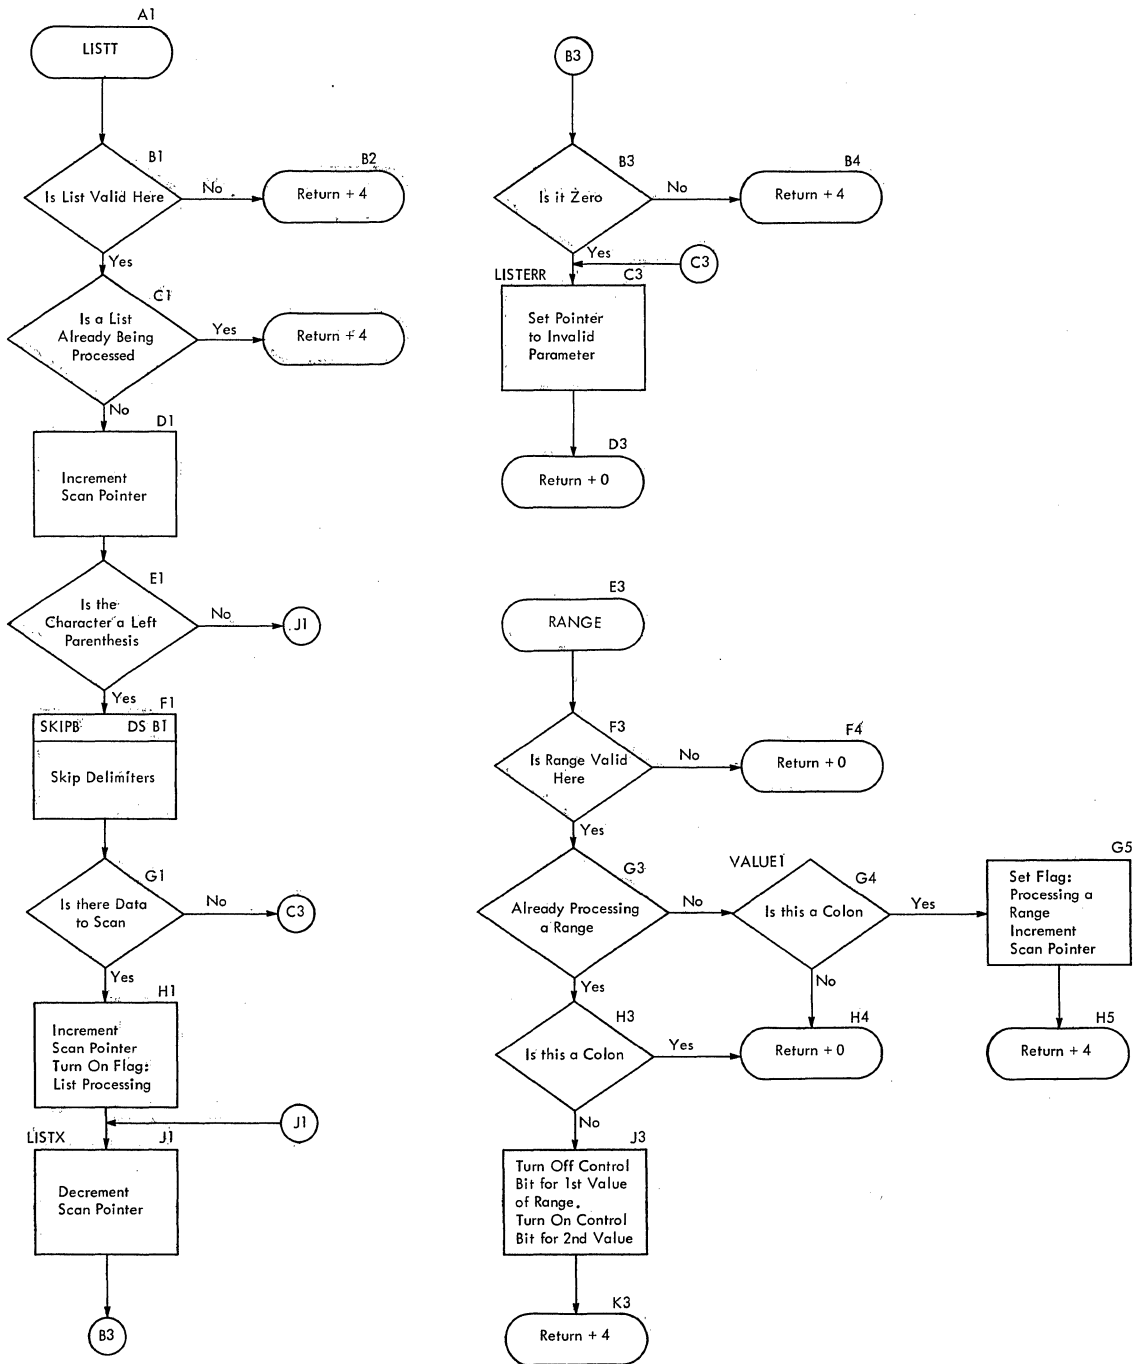 A1
LISTT
B1
Is List Valid Here
No
B2
Return + 4
Yes
C1
Is a List
Already Being
Processed
Yes
Return + 4
No
D1
Increment
Scan Pointer
E1
Is the
Character a Left
Parenthesis
No
J1
Yes
F1
SKIPB DS B1
Skip Delimiters
G1
Is there Data
to Scan
No
C3
Yes
H1
Increment
Scan Pointer
Turn On Flag:
List Processing
J1
LISTX J1
Decrement
Scan Pointer
B3
B3
B3
Is it Zero
No
B4
Return + 4
Yes
C3
LISTERR C3
Set Pointer
to Invalid
Parameter
D3
Return + 0
E3
RANGE
F3
Is Range Valid
Here
No
F4
Return + 0
Yes
G3
Already Processing
a Range
No
VALUE1
G4
Is this a Colon
Yes
G5
Set Flag:
Processing a
Range
Increment
Scan Pointer
Yes
No
H3
Is this a Colon
Yes
H4
Return + 0
H5
Return + 4
No
J3
Turn Off Control
Bit for 1st Value
of Range.
Turn On Control
Bit for 2nd Value
K3
Return + 4